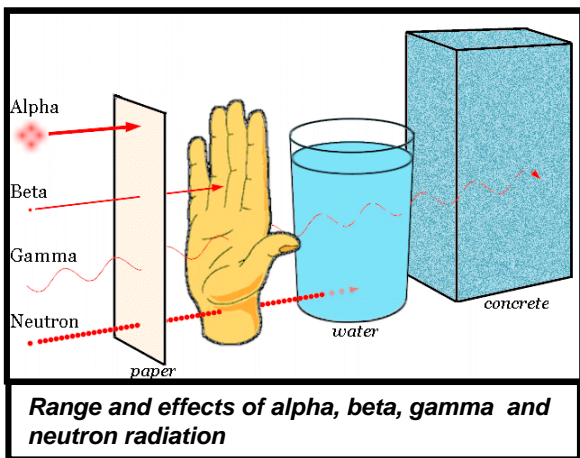 Alpha
Beta
Gamma
Neutron
paper
water
concrete
Range and effects of alpha, beta, gamma and
neutron radiation